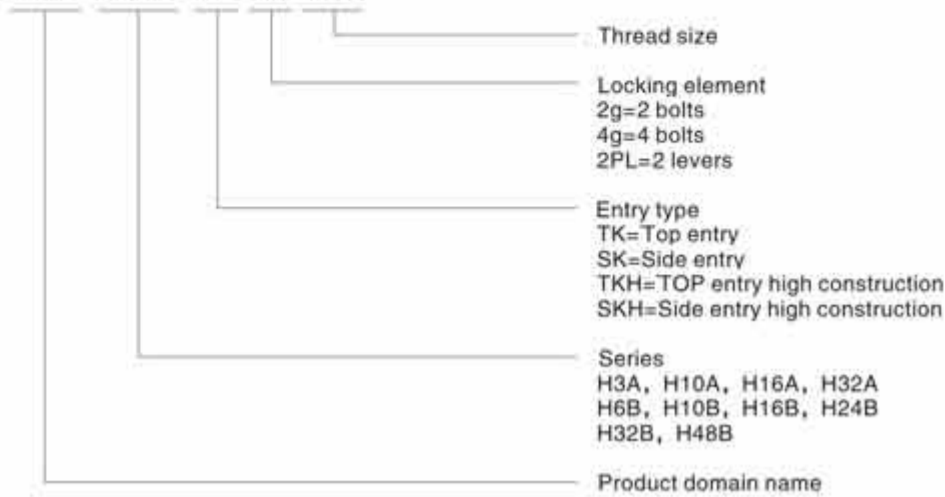 Thread size
Locking element
2g=2 bolts
4g=4 bolts
2PL=2 levers
Entry type
TK=Top entry
SK=Side entry
TKH=TOP entry high construction
SKH=Side entry high construction
Series
H3A, H10A, H16A, H32A
H6B, H10B, H16B, H24B
H32B, H48B
Product domain name